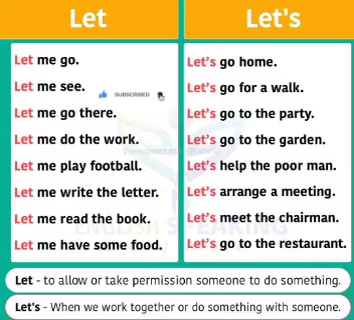 Let
Let's
Let me go.
Let me see.
SUBSCRIBED
Let me go there.
Let me do the work.
Let me play football.
Let me write the letter.
Let me read the book.
Let me have some food.
Let's go home.
Let's go for a walk.
Let's go to the party.
Let's go to the garden.
Let's help the poor man.
Let's arrange a meeting.
Let's meet the chairman.
Let's go to the restaurant.
ENGLISH SPEAKING
Let - to allow or take permission someone to do something.
Let's - When we work together or do something with someone.